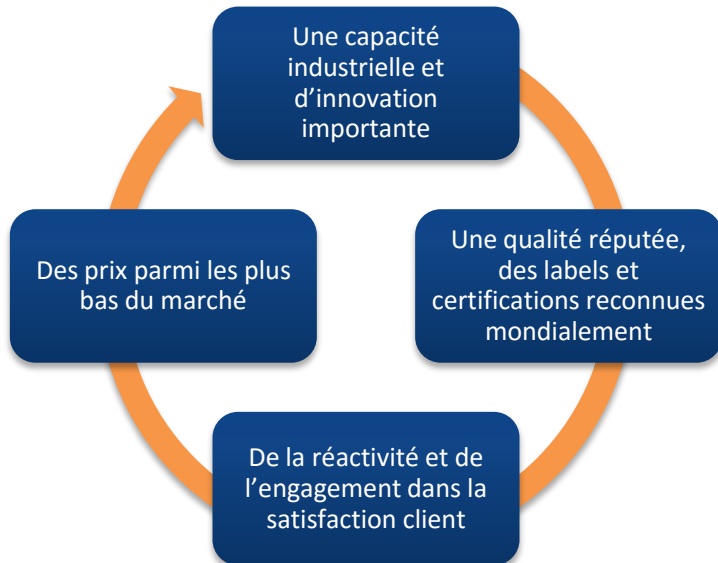 Une capacité
industrielle et
d’innovation
importante
Une qualité réputée,
des labels et
certifications reconnues
mondialement
De la réactivité et de
l’engagement dans la
satisfaction client
Des prix parmi les plus
bas du marché